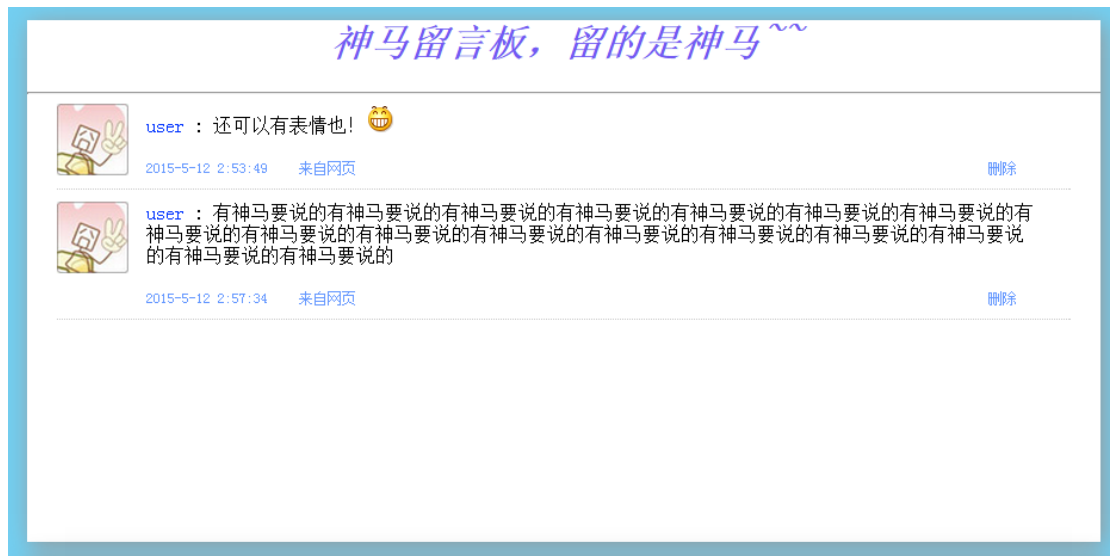 神马留言板，留的是神马~~
user : 还可以有表情也！
2015-5-12 2:53:49 来自网页 删除
user : 有神马要说的有神马要说的有神马要说的有神马要说的有神马要说的有神马要说的有神马要说的有
神马要说的有神马要说的有神马要说的有神马要说的有神马要说的有神马要说的有神马要说的有神马要说
的有神马要说的有神马要说的
2015-5-12 2:57:34 来自网页 删除